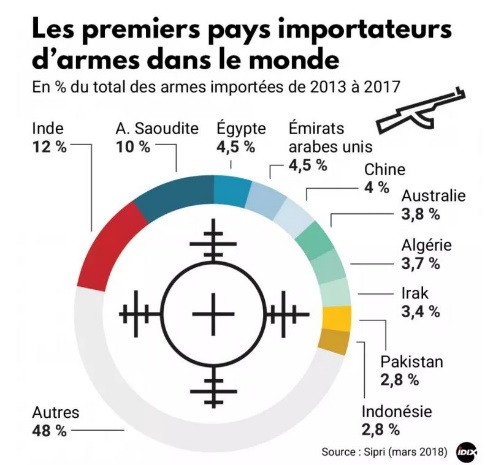 Les premiers pays importateurs
d’armes dans le monde
En % du total des armes importées de 2013 à 2017
Inde
12 %
A. Saoudite
10 %
Égypte
4,5 %
Émirats
arabes unis
4,5 %
Chine
4 %
Australie
3,8 %
Algérie
3,7 %
Irak
3,4 %
Pakistan
2,8 %
Indonésie
2,8 %
Autres
48 %
Source : Sipri (mars 2018)
IDIX